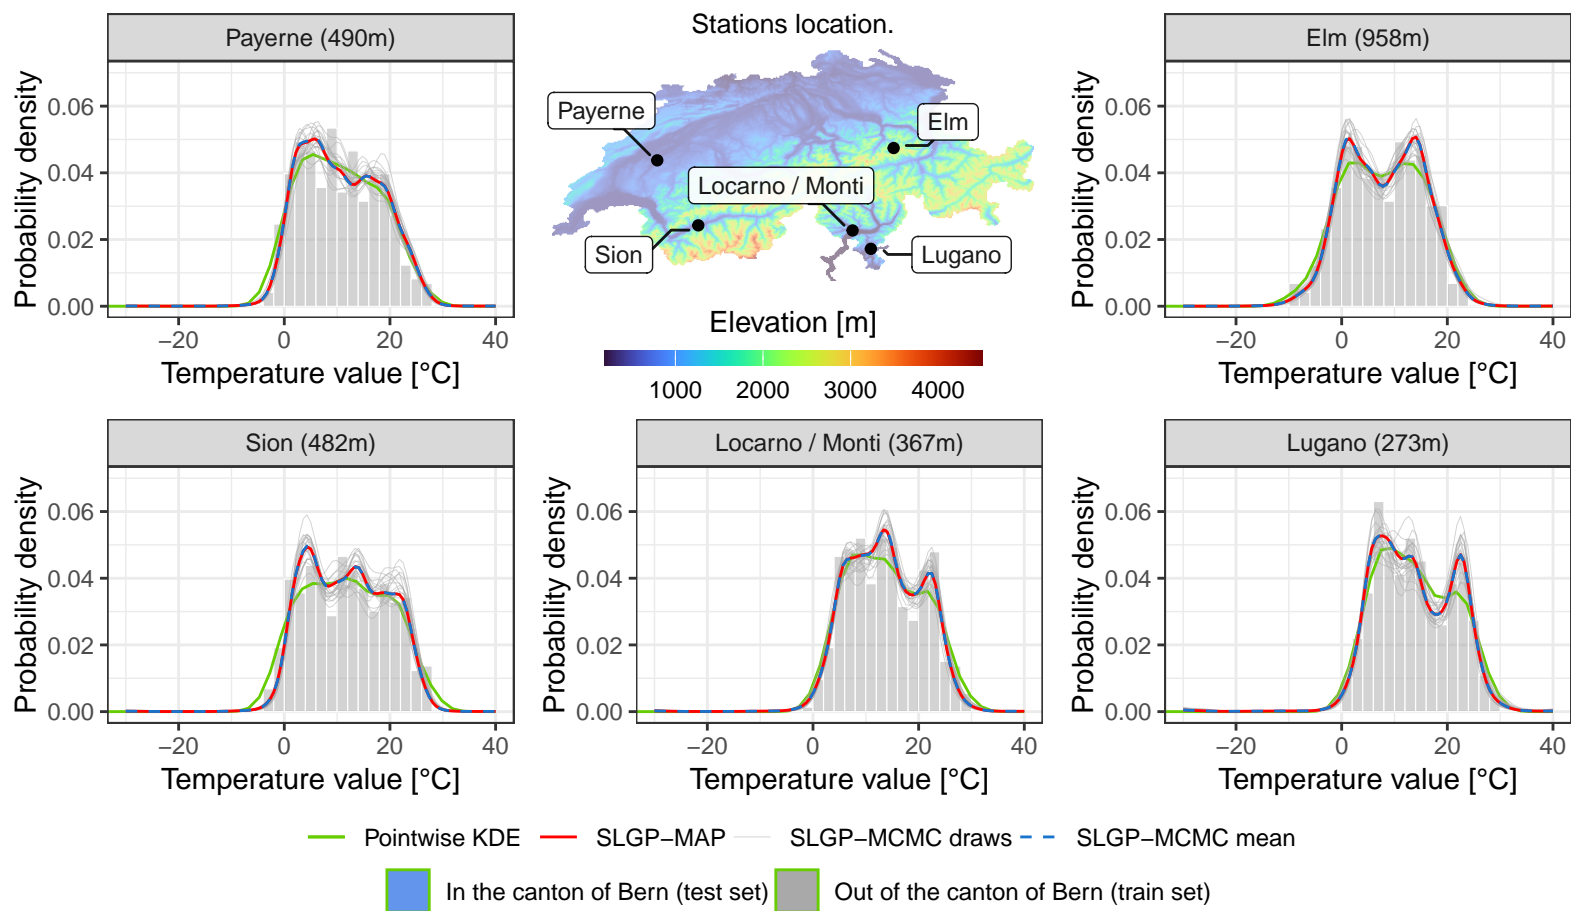 Payerne (490m)
Probability density
0.06
0.04
0.02
0.00
−20
0
20
40
Temperature value [°C]
Stations location.
Payerne
Elm
Locarno / Monti
Sion
Lugano
Elevation [m]
1000
2000
3000
4000
Elm (958m)
Probability density
0.06
0.04
0.02
0.00
−20
0
20
40
Temperature value [°C]
Sion (482m)
Probability density
0.06
0.04
0.02
0.00
−20
0
20
40
Temperature value [°C]
Locarno / Monti (367m)
Probability density
0.06
0.04
0.02
0.00
−20
0
20
40
Temperature value [°C]
Lugano (273m)
Probability density
0.06
0.04
0.02
0.00
−20
0
20
40
Temperature value [°C]
Pointwise KDE
SLGP−MAP
SLGP−MCMC draws
SLGP−MCMC mean
In the canton of Bern (test set)
Out of the canton of Bern (train set)